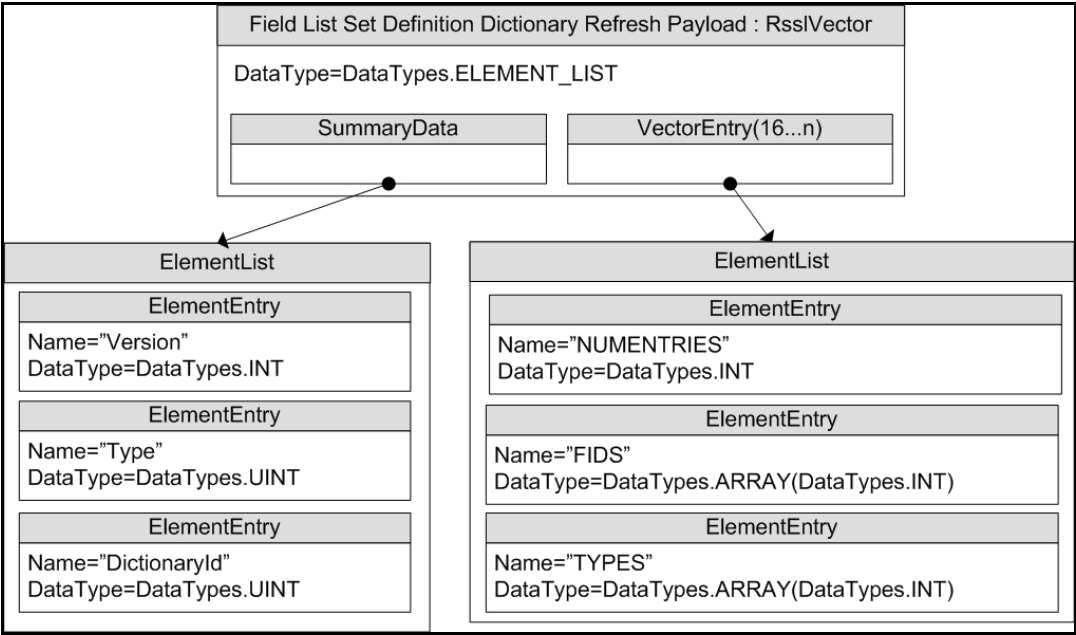 Field List Set Definition Dictionary Refresh Payload : RsslVector
DataType=DataTypes.ELEMENT_LIST
SummaryData
VectorEntry(16...n)
ElementList
ElementEntry
Name=”Version”
DataType=DataTypes.INT
ElementEntry
Name=”Type”
DataType=DataTypes.UINT
ElementEntry
Name=”DictionaryId”
DataType=DataTypes.UINT
ElementList
ElementEntry
Name=”NUMENTRIES”
DataType=DataTypes.INT
ElementEntry
Name=”FIDS”
DataType=DataTypes.ARRAY(DataTypes.INT)
ElementEntry
Name=”TYPES”
DataType=DataTypes.ARRAY(DataTypes.INT)